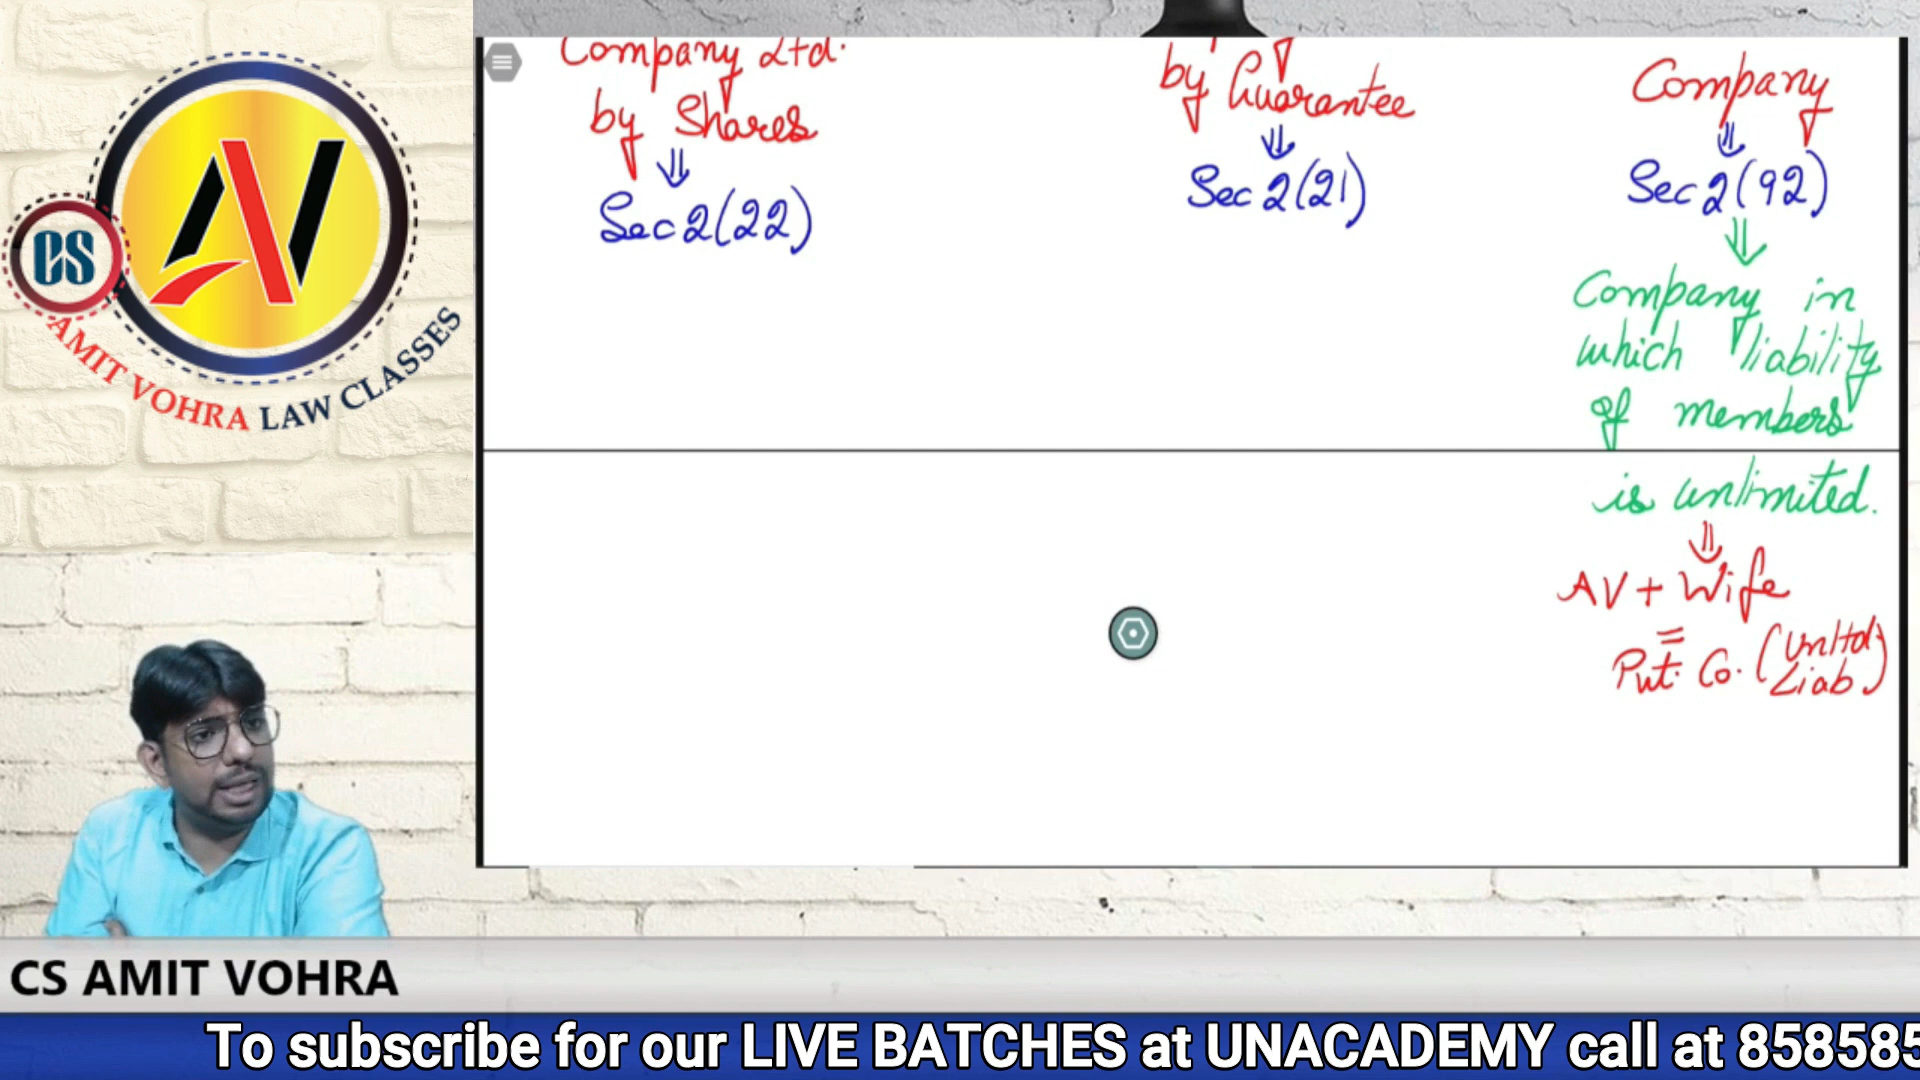 Company Ltd.
by Shares
⇓
Sec 2(22)
by Guarantee
⇓
Sec 2(21)
Company
⇓
Sec 2(92)
⇓
Company in
which liability
of members
is unlimited.
⇓
AV + Wife
=
Pvt. Co. (Unltd. Liab)
AV
CS
AMIT VOHRA LAW CLASSES
CS AMIT VOHRA
To subscribe for our LIVE BATCHES at UNACADEMY call at 858585